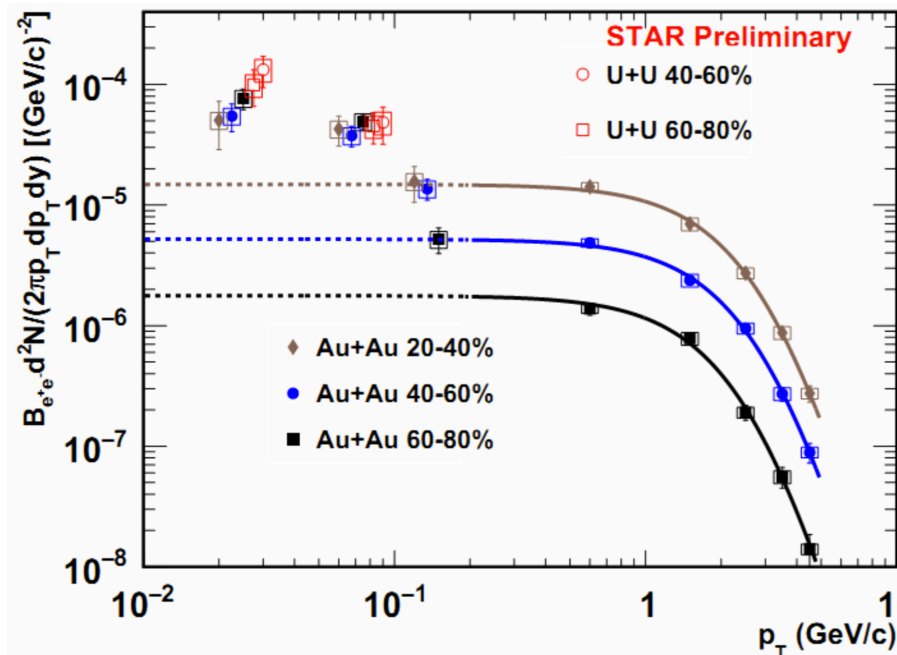 B_{e^+e^-}d^2N/(2πp_T dp_T dy) [(GeV/c)^{-2}]
10^{-4}
10^{-5}
10^{-6}
10^{-7}
10^{-8}
STAR Preliminary
U+U 40-60%
U+U 60-80%
Au+Au 20-40%
Au+Au 40-60%
Au+Au 60-80%
10^{-2}
10^{-1}
1
1
p_T (GeV/c)